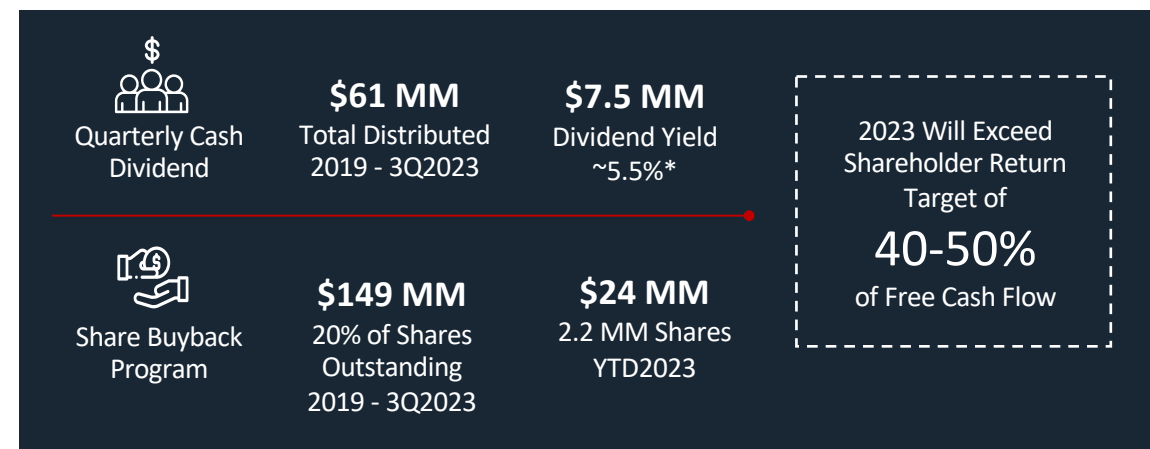 $
Quarterly Cash
Dividend
$61 MM
Total Distributed
2019 - 3Q2023
$7.5 MM
Dividend Yield
~5.5%*
$
Share Buyback
Program
$149 MM
20% of Shares
Outstanding
2019 - 3Q2023
$24 MM
2.2 MM Shares
YTD2023
2023 Will Exceed
Shareholder Return
Target of
40-50%
of Free Cash Flow